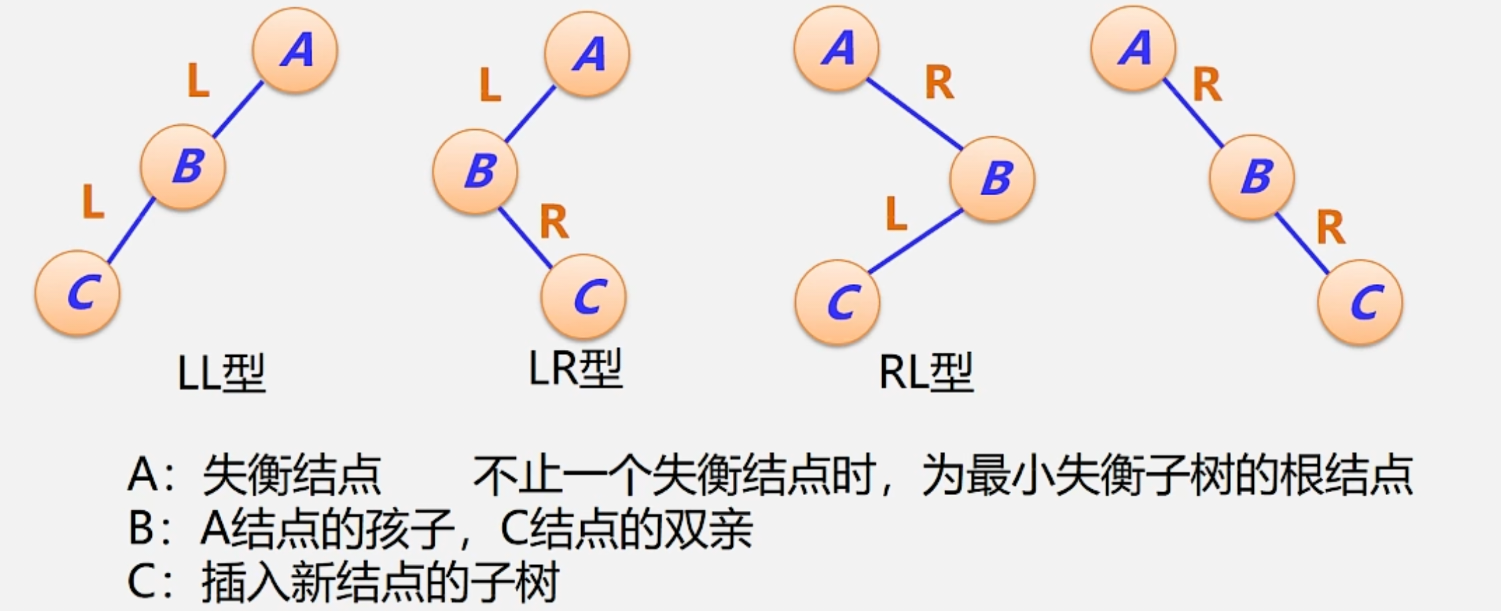 A A A A
L L R R
B B B B
L R L R
C C C C
LL型 LR型 RL型
A：失衡结点 不止一个失衡结点时，为最小失衡子树的根结点
B：A结点的孩子，C结点的双亲
C：插入新结点的子树